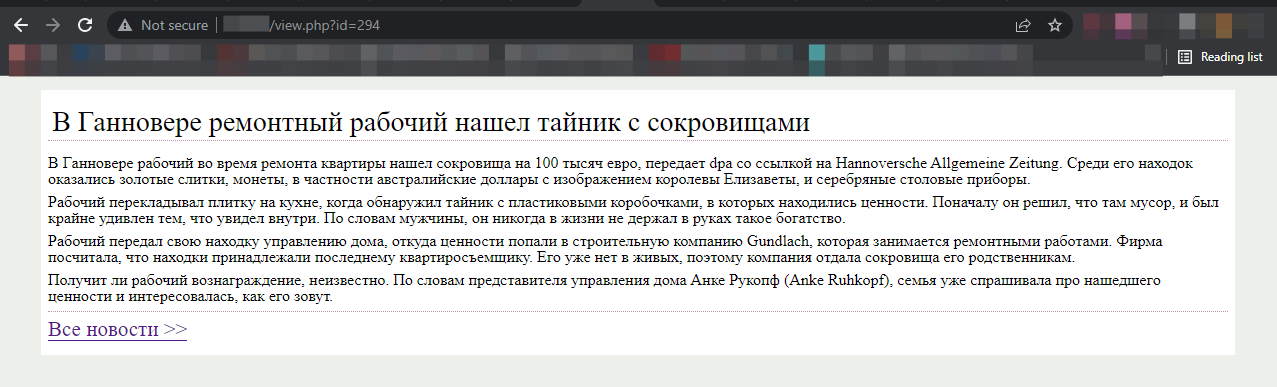 Not secure
/view.php?id=294
Reading list
В Ганновере ремонтный рабочий нашел тайник с сокровищами
В Ганновере рабочий во время ремонта квартиры нашел сокровища на 100 тысяч евро, передает dpa со ссылкой на Hannoversche Allgemeine Zeitung. Среди его находок
оказались золотые слитки, монеты, в частности австралийские доллары с изображением королевы Елизаветы, и серебряные столовые приборы.
Рабочий перекладывал плитку на кухне, когда обнаружил тайник с пластиковыми коробочками, в которых находились ценности. Поначалу он решил, что там мусор, и был
крайне удивлен тем, что увидел внутри. По словам мужчины, он никогда в жизни не держал в руках такое богатство.
Рабочий передал свою находку управлению дома, откуда ценности попали в строительную компанию Gundlach, которая занимается ремонтными работами. Фирма
посчитала, что находки принадлежали последнему квартиросъемщику. Его уже нет в живых, поэтому компания отдала сокровища его родственникам.
Получит ли рабочий вознаграждение, неизвестно. По словам представителя управления дома Анке Рукопф (Anke Ruhkopf), семья уже спрашивала про нашедшего
ценности и интересовалась, как его зовут.
Все новости >>